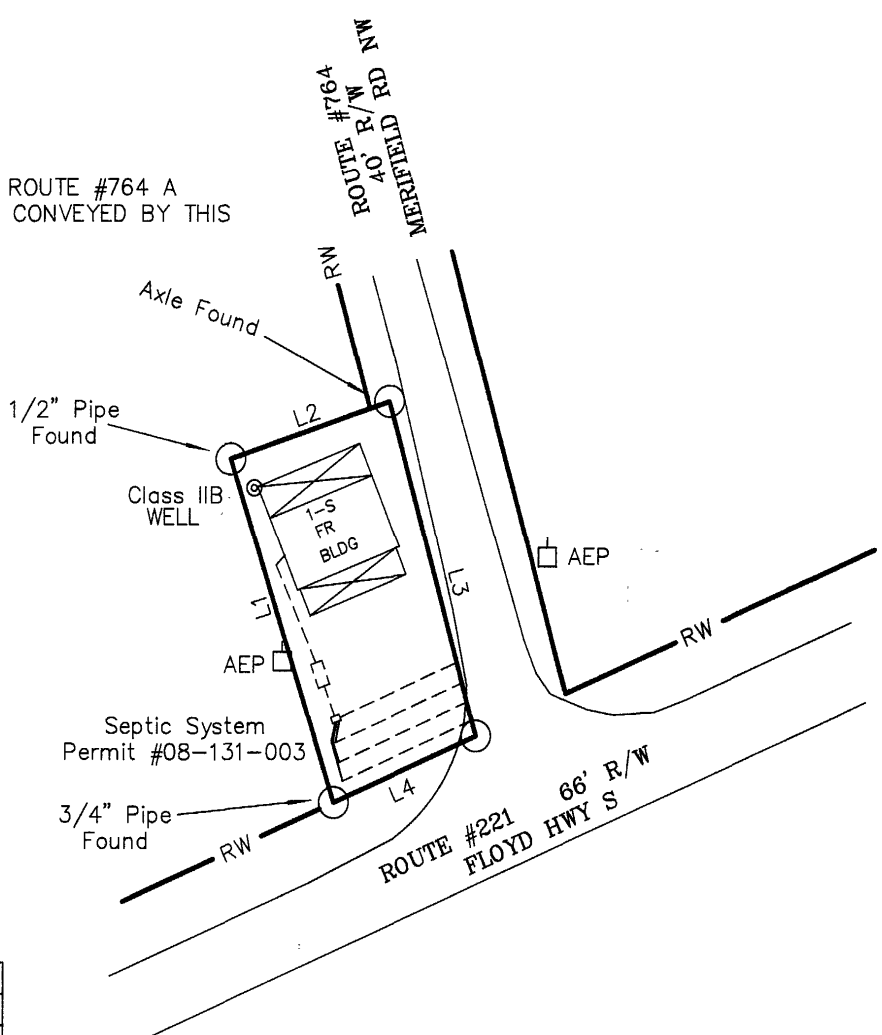 ROUTE #764
40' R/W
MERIFIELD RD NW
ROUTE #764 A
CONVEYED BY THIS
RW
Axle Found
1/2" Pipe
Found
L2
Class IIB
WELL
1-S
FR
BLDG
L1
L3
AEP
AEP
RW
Septic System
Permit #08-131-003
3/4" Pipe
Found
L4
RW
ROUTE #221 66' R/W
FLOYD HWY S